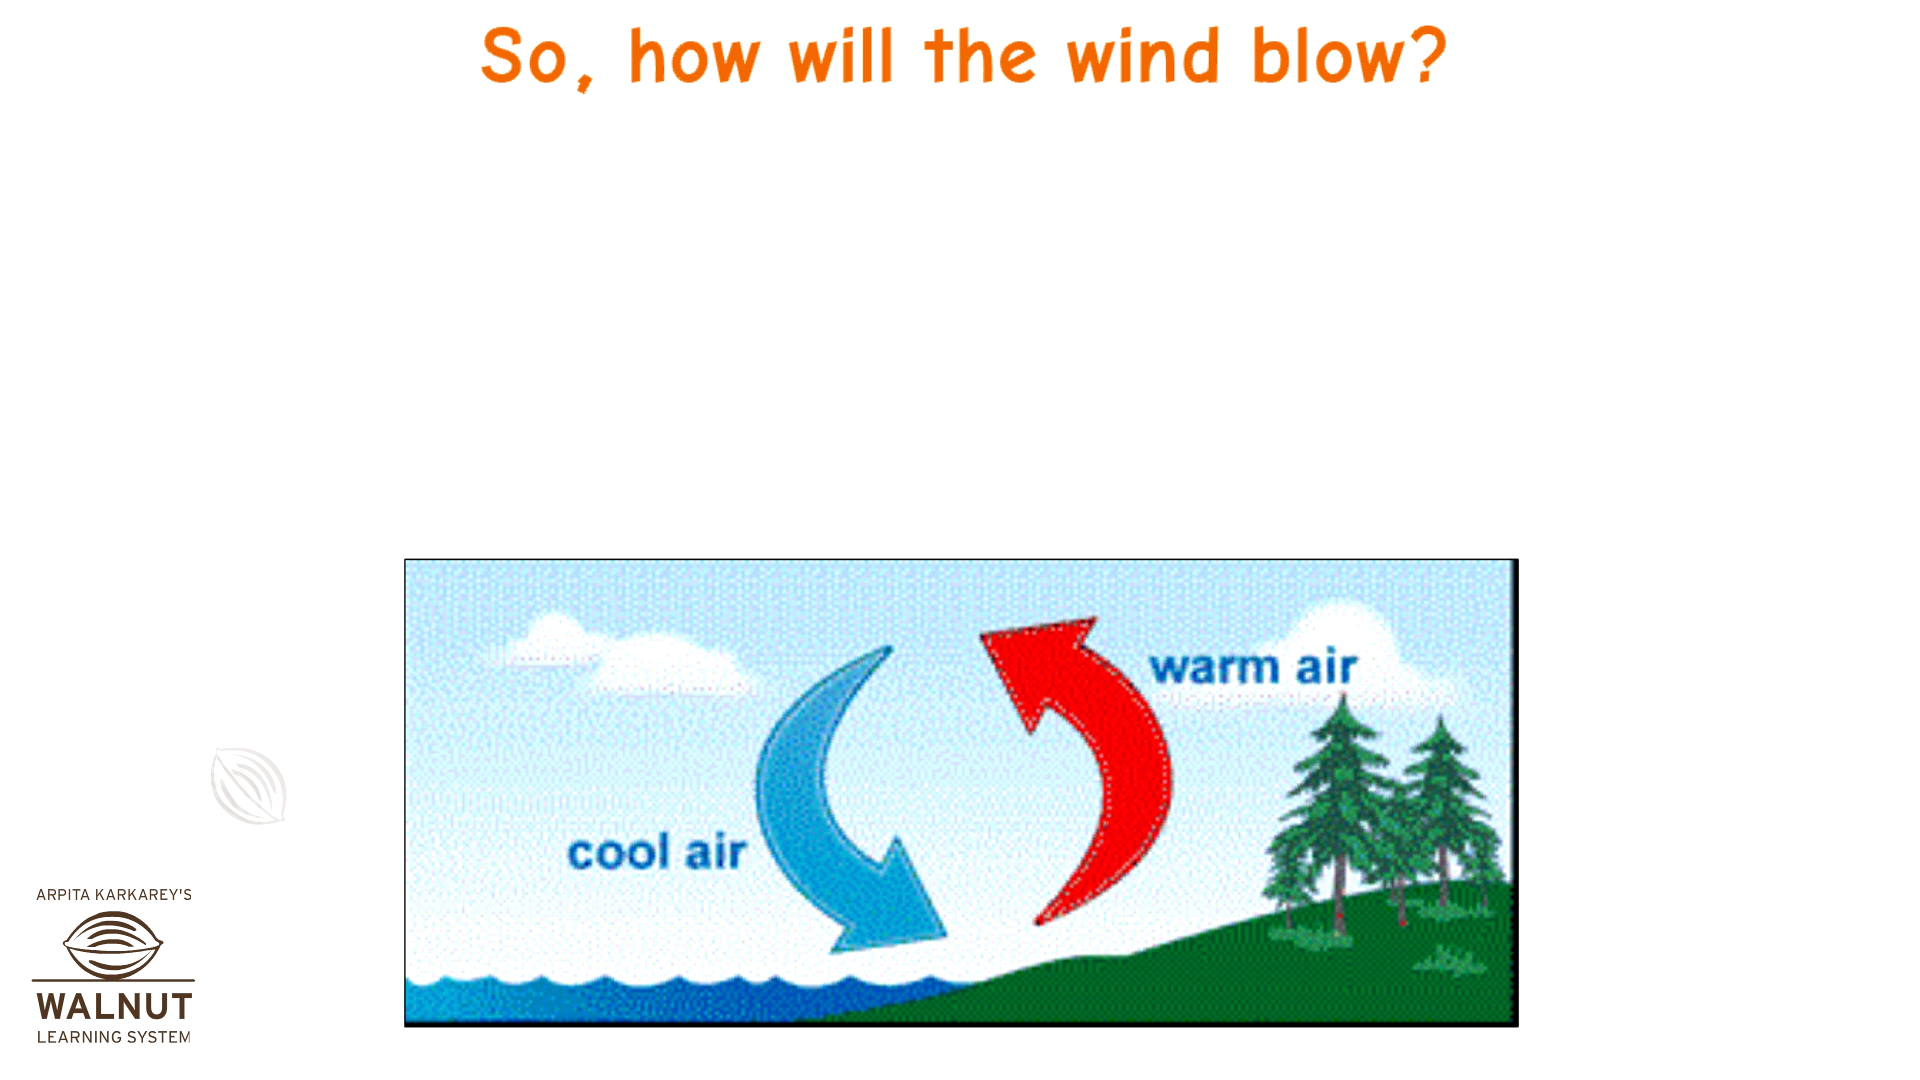 So, how will the wind blow?
warm air
cool air
ARPITA KARKAREY'S
WALNUT
LEARNING SYSTEM